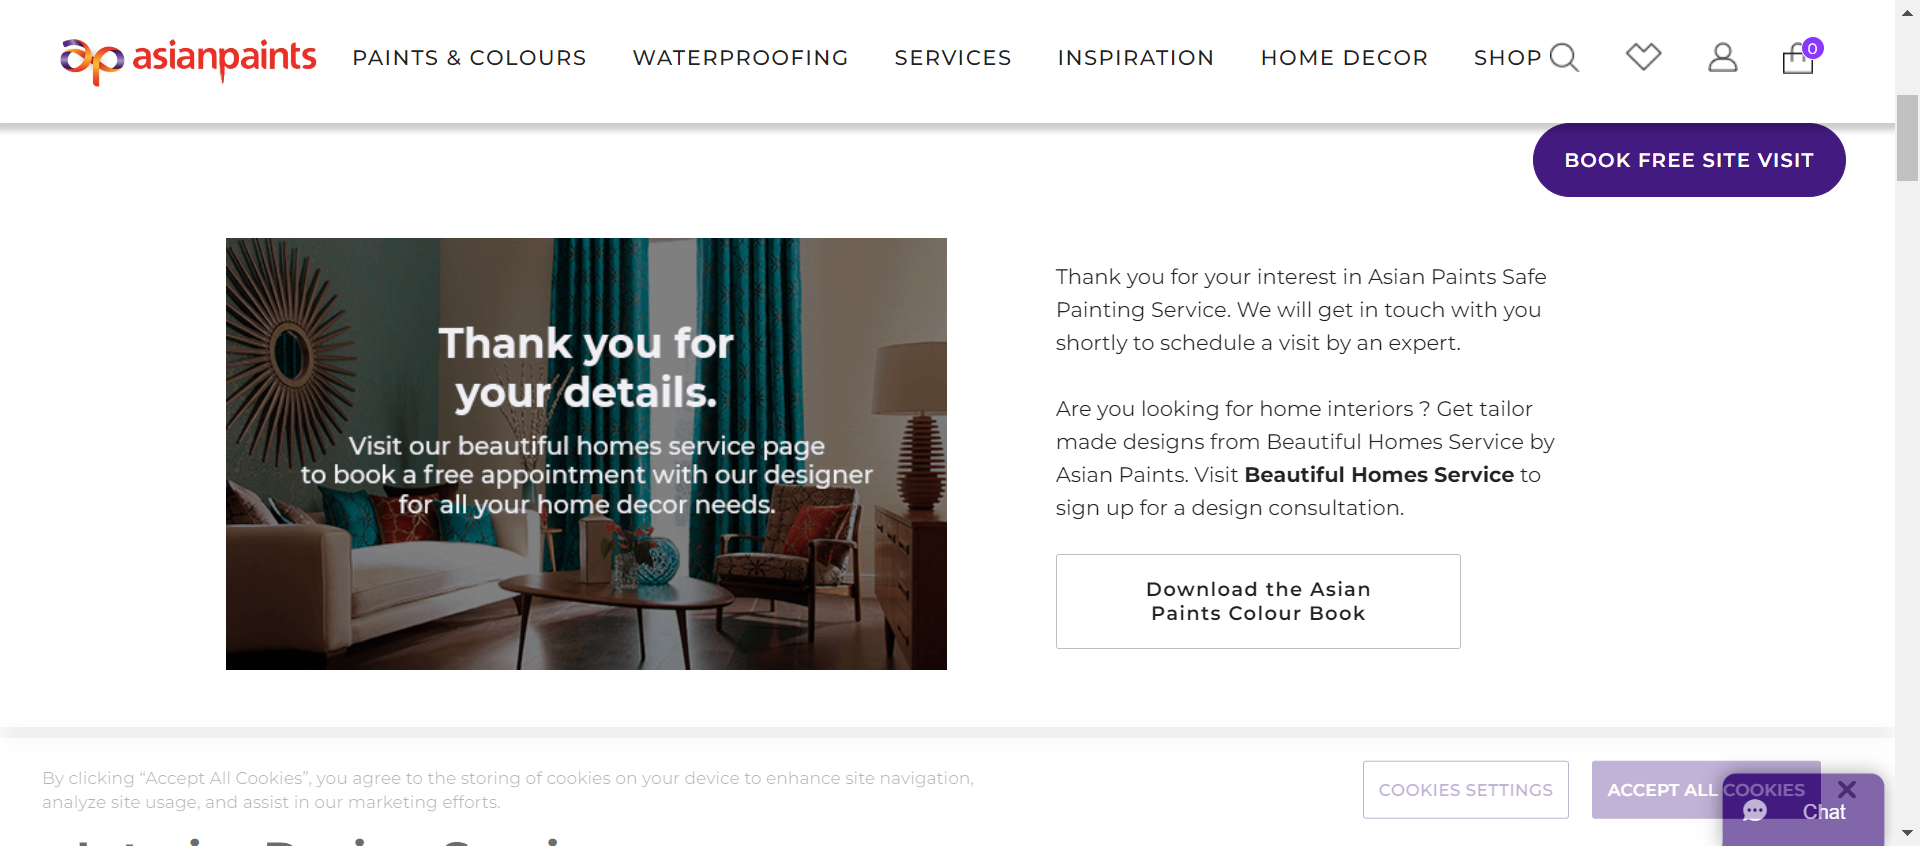 asianpaints
PAINTS & COLOURS
WATERPROOFING
SERVICES
INSPIRATION
HOME DECOR
SHOP
0
BOOK FREE SITE VISIT
Thank you for
your details.
Visit our beautiful homes service page
to book a free appointment with our designer
for all your home decor needs.
Thank you for your interest in Asian Paints Safe
Painting Service. We will get in touch with you
shortly to schedule a visit by an expert.
Are you looking for home interiors ? Get tailor
made designs from Beautiful Homes Service by
Asian Paints. Visit Beautiful Homes Service to
sign up for a design consultation.
Download the Asian
Paints Colour Book
By clicking “Accept All Cookies”, you agree to the storing of cookies on your device to enhance site navigation,
analyze site usage, and assist in our marketing efforts.
COOKIES SETTINGS
ACCEPT ALL COOKIES
Chat